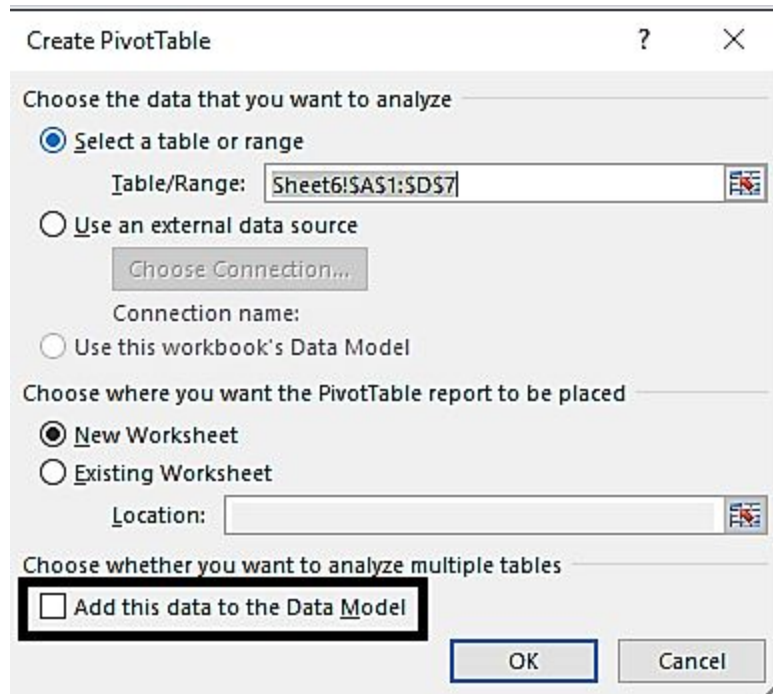 Create PivotTable ?
Choose the data that you want to analyze
Select a table or range
Table/Range: Sheet6!$A$1:$D$7
Use an external data source
Choose Connection...
Connection name:
Use this workbook's Data Model
Choose where you want the PivotTable report to be placed
New Worksheet
Existing Worksheet
Location:
Choose whether you want to analyze multiple tables
Add this data to the Data Model
OK Cancel